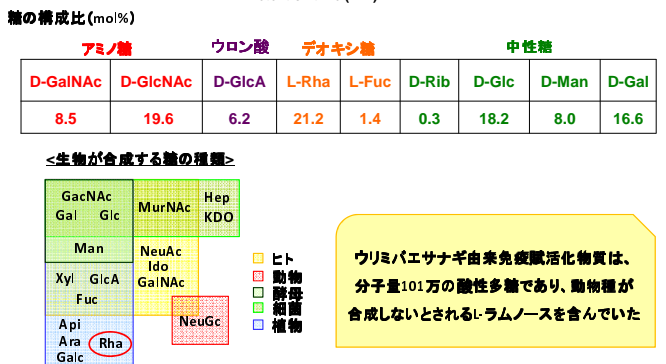 糖の構成比(mol%)
アミノ糖 ウロン酸 デオキシ糖 中性糖
D-GalNAc D-GlcNAc D-GlcA L-Rha L-Fuc D-Rib D-Glc D-Man D-Gal
8.5 19.6 6.2 21.2 1.4 0.3 18.2 8.0 16.6
<生物が合成する糖の種類>
GacNAc
Gal Glc
MurNAc
Hep
KDO
Man
NeuAc
Ido
GalNAc
Xyl GlcA
Fuc
NeuGc
Api
Ara Rha
Galc
ヒト
動物
酵母
細菌
植物
ウリミバエサナギ由来免疫賦活化物質は、
分子量101万の酸性多糖であり、動物種が
合成しないとされるL-ラムノースを含んでいた